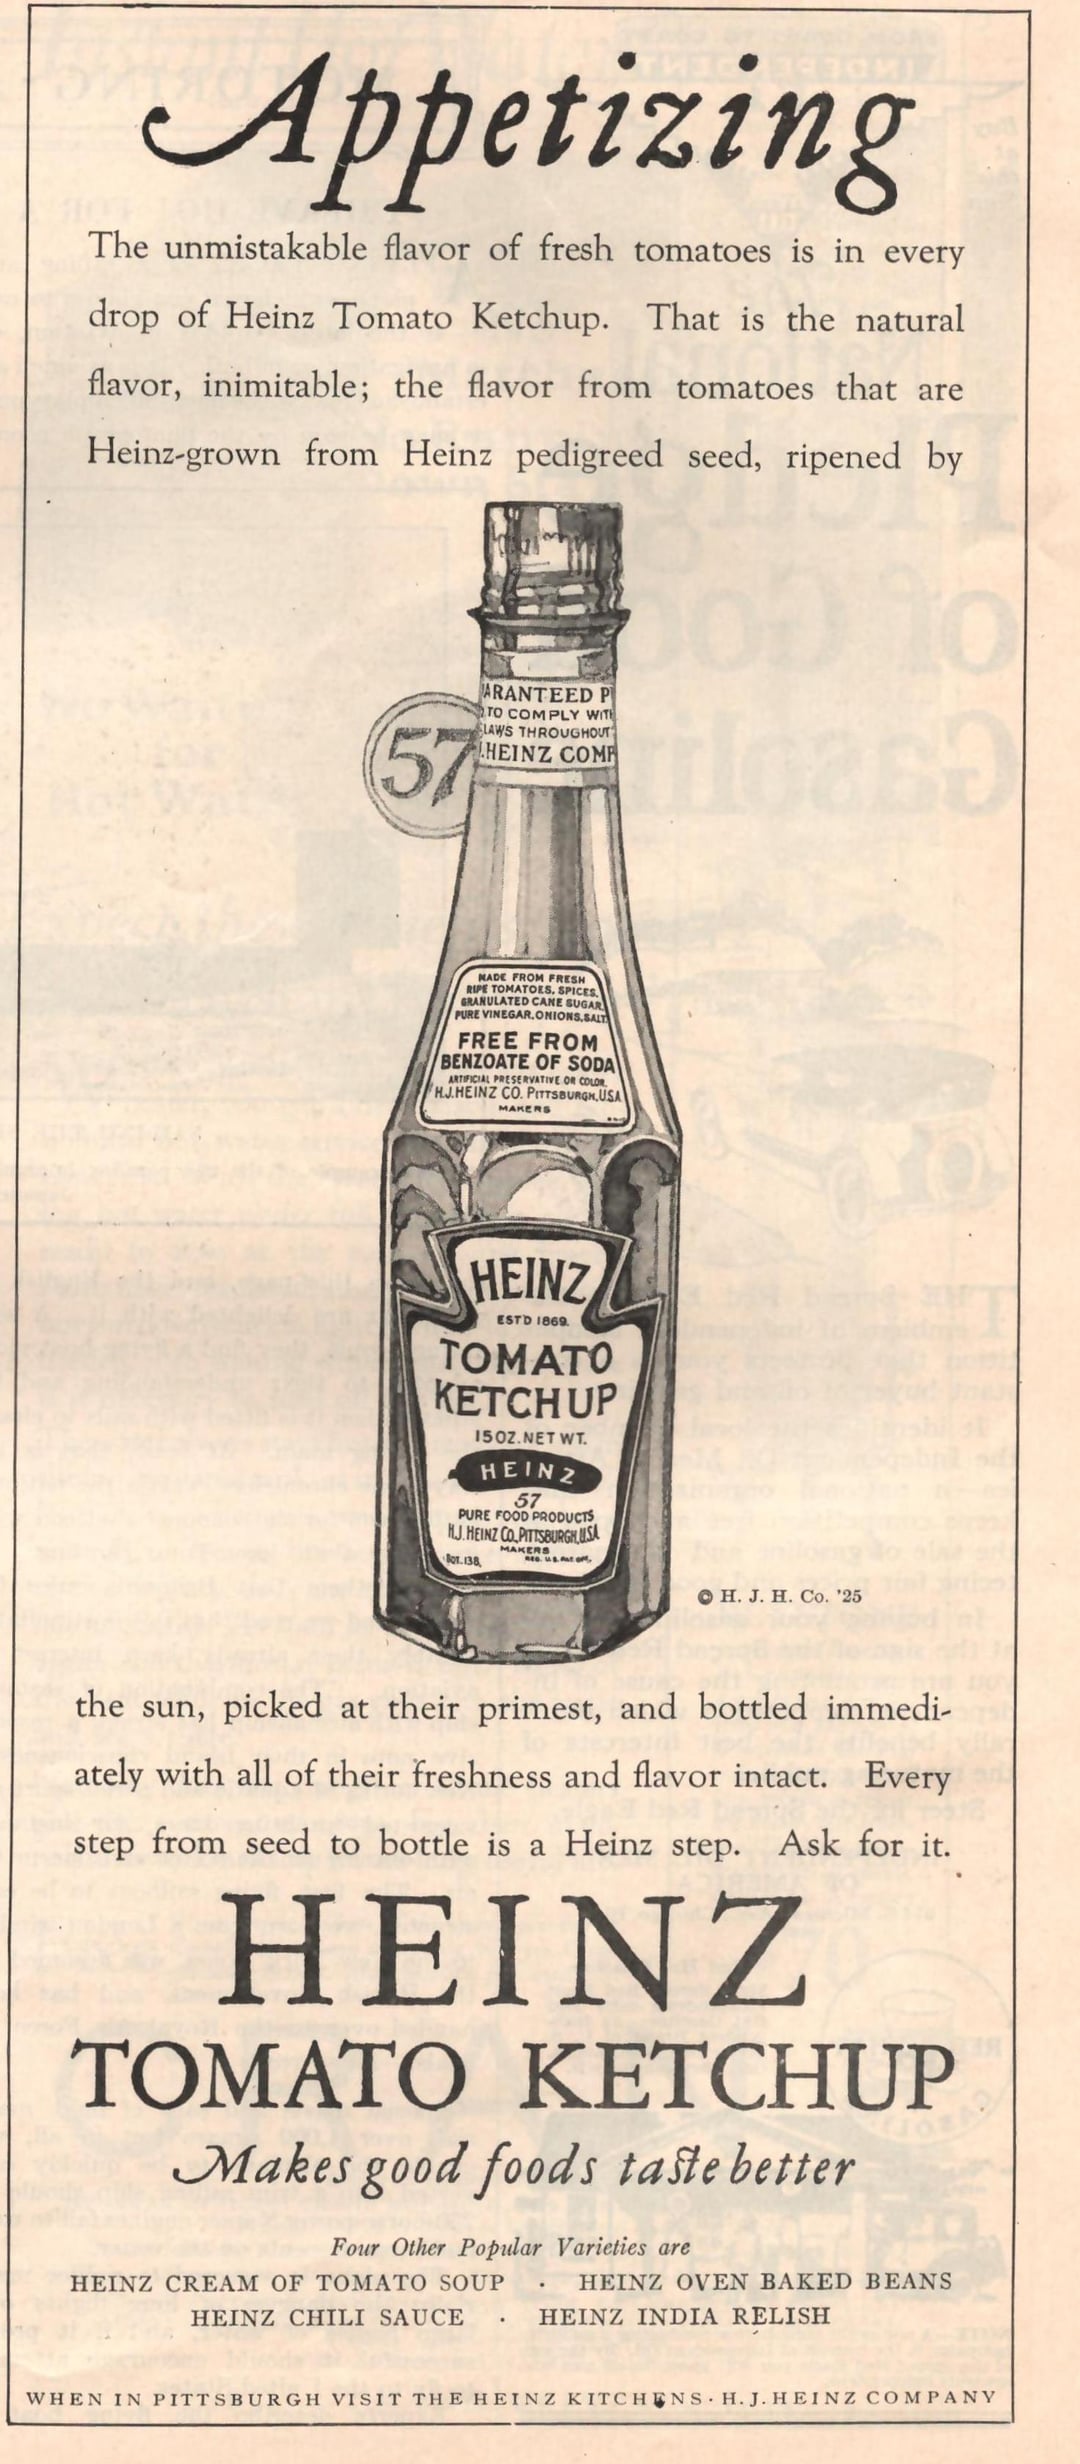 Appetizing
The unmistakable flavor of fresh tomatoes is in every
drop of Heinz Tomato Ketchup. That is the natural
flavor, inimitable; the flavor from tomatoes that are
Heinz-grown from Heinz pedigreed seed, ripened by
57
ARANTEED P
TO COMPLY WITH
LAWS THROUGHOUT
.HEINZ COMP
MADE FROM FRESH
RIPE TOMATOES, SPICES,
GRANULATED CANE SUGAR,
PURE VINEGAR, ONIONS, SALT
FREE FROM
BENZOATE OF SODA
ARTIFICIAL PRESERVATIVE OR COLOR.
H.J. HEINZ CO. PITTSBURGH, USA
MAKERS
HEINZ
ESTD 1869.
TOMATO
KETCHUP
15 OZ. NET WT.
HEINZ
57
PURE FOOD PRODUCTS
H.J. HEINZ CO., PITTSBURGH, U.S.A
MAKERS
BOT. 138. REG. U.S. PAT. OFF.
© H. J. H. Co. '25
the sun, picked at their primest, and bottled immedi-
ately with all of their freshness and flavor intact. Every
step from seed to bottle is a Heinz step. Ask for it.
HEINZ
TOMATO KETCHUP
Makes good foods taste better
Four Other Popular Varieties are
HEINZ CREAM OF TOMATO SOUP · HEINZ OVEN BAKED BEANS
HEINZ CHILI SAUCE · HEINZ INDIA RELISH
WHEN IN PITTSBURGH VISIT THE HEINZ KITCHENS · H. J. HEINZ COMPANY